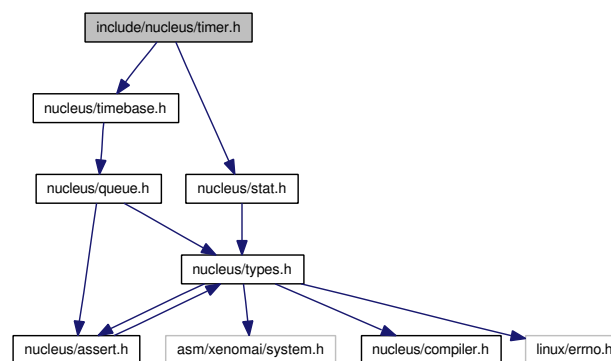 include/nucleus/timer.h
nucleus/timebase.h
nucleus/queue.h
nucleus/stat.h
nucleus/types.h
nucleus/assert.h
asm/xenomai/system.h
nucleus/compiler.h
linux/errno.h